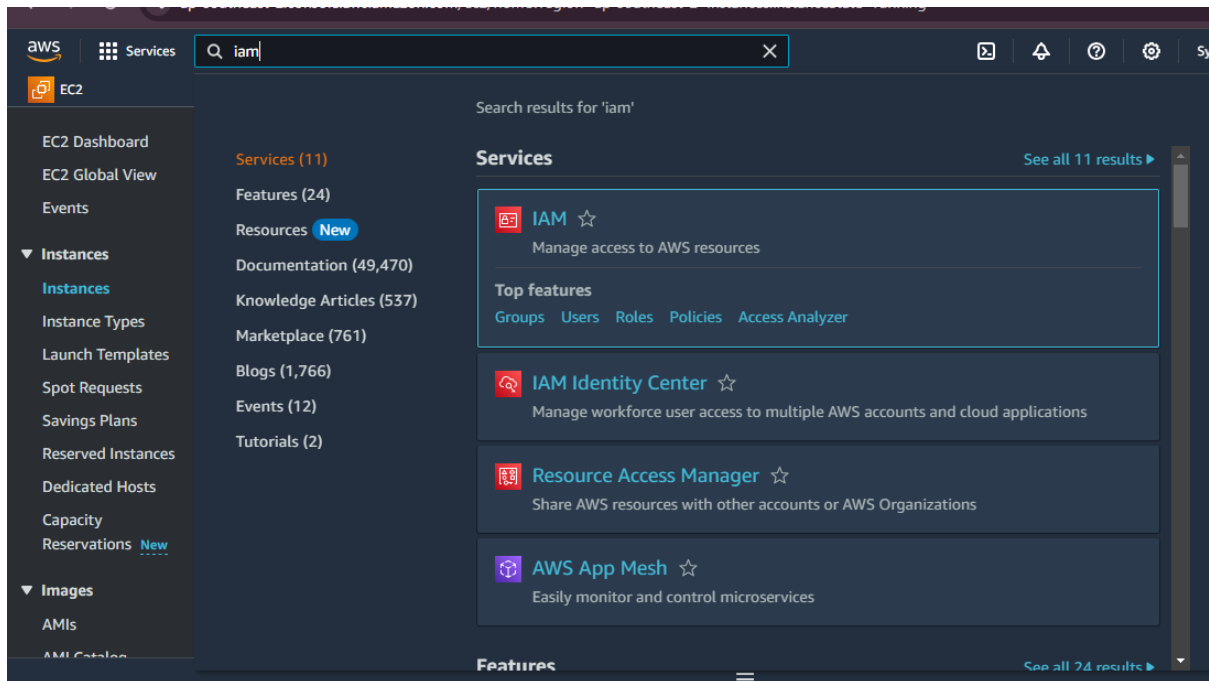 aws
Services
iam
EC2
EC2 Dashboard
EC2 Global View
Events
Instances
Instances
Instance Types
Launch Templates
Spot Requests
Savings Plans
Reserved Instances
Dedicated Hosts
Capacity
Reservations New
Images
AMIs
AMI Catalog
Services (11)
Features (24)
Resources New
Documentation (49,470)
Knowledge Articles (537)
Marketplace (761)
Blogs (1,766)
Events (12)
Tutorials (2)
Search results for 'iam'
Services See all 11 results
IAM
Manage access to AWS resources
Top features
Groups Users Roles Policies Access Analyzer
IAM Identity Center
Manage workforce user access to multiple AWS accounts and cloud applications
Resource Access Manager
Share AWS resources with other accounts or AWS Organizations
AWS App Mesh
Easily monitor and control microservices
Features See all 24 results